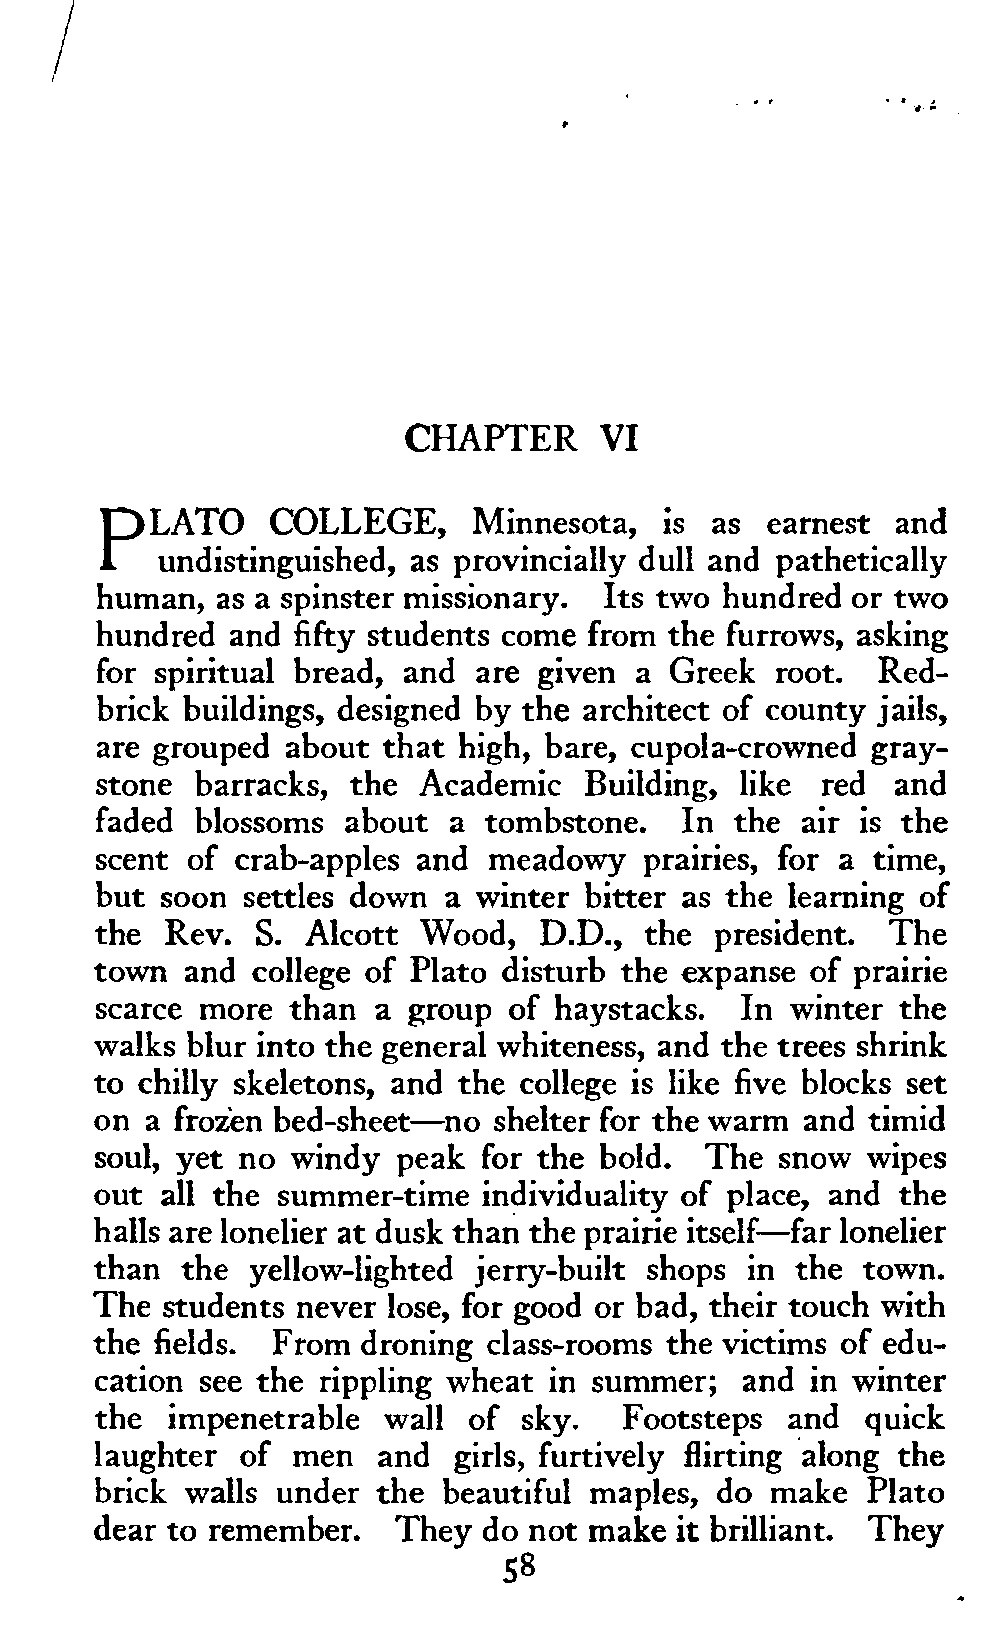 CHAPTER VI
PLATO COLLEGE, Minnesota, is as earnest and
undistinguished, as provincially dull and pathetically
human, as a spinster missionary. Its two hundred or two
hundred and fifty students come from the furrows, asking
for spiritual bread, and are given a Greek root. Red-
brick buildings, designed by the architect of county jails,
are grouped about that high, bare, cupola-crowned gray-
stone barracks, the Academic Building, like red and
faded blossoms about a tombstone. In the air is the
scent of crab-apples and meadowy prairies, for a time,
but soon settles down a winter bitter as the learning of
the Rev. S. Alcott Wood, D.D., the president. The
town and college of Plato disturb the expanse of prairie
scarce more than a group of haystacks. In winter the
walks blur into the general whiteness, and the trees shrink
to chilly skeletons, and the college is like five blocks set
on a frozen bed-sheet—no shelter for the warm and timid
soul, yet no windy peak for the bold. The snow wipes
out all the summer-time individuality of place, and the
halls are lonelier at dusk than the prairie itself—far lonelier
than the yellow-lighted jerry-built shops in the town.
The students never lose, for good or bad, their touch with
the fields. From droning class-rooms the victims of edu-
cation see the rippling wheat in summer; and in winter
the impenetrable wall of sky. Footsteps and quick
laughter of men and girls, furtively flirting along the
brick walls under the beautiful maples, do make Plato
dear to remember. They do not make it brilliant. They
58